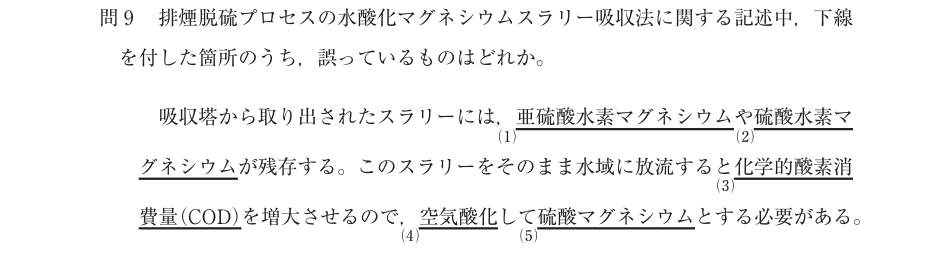 問9 排煙脱硫プロセスの水酸化マグネシウムスラリー吸収法に関する記述中，下線
を付した箇所のうち，誤っているものはどれか。
吸収塔から取り出されたスラリーには，亜硫酸水素マグネシウムや硫酸水素マ
(1) (2)
グネシウムが残存する。このスラリーをそのまま水域に放流すると化学的酸素消
(3)
費量(COD)を増大させるので，空気酸化して硫酸マグネシウムとする必要がある。
(4) (5)